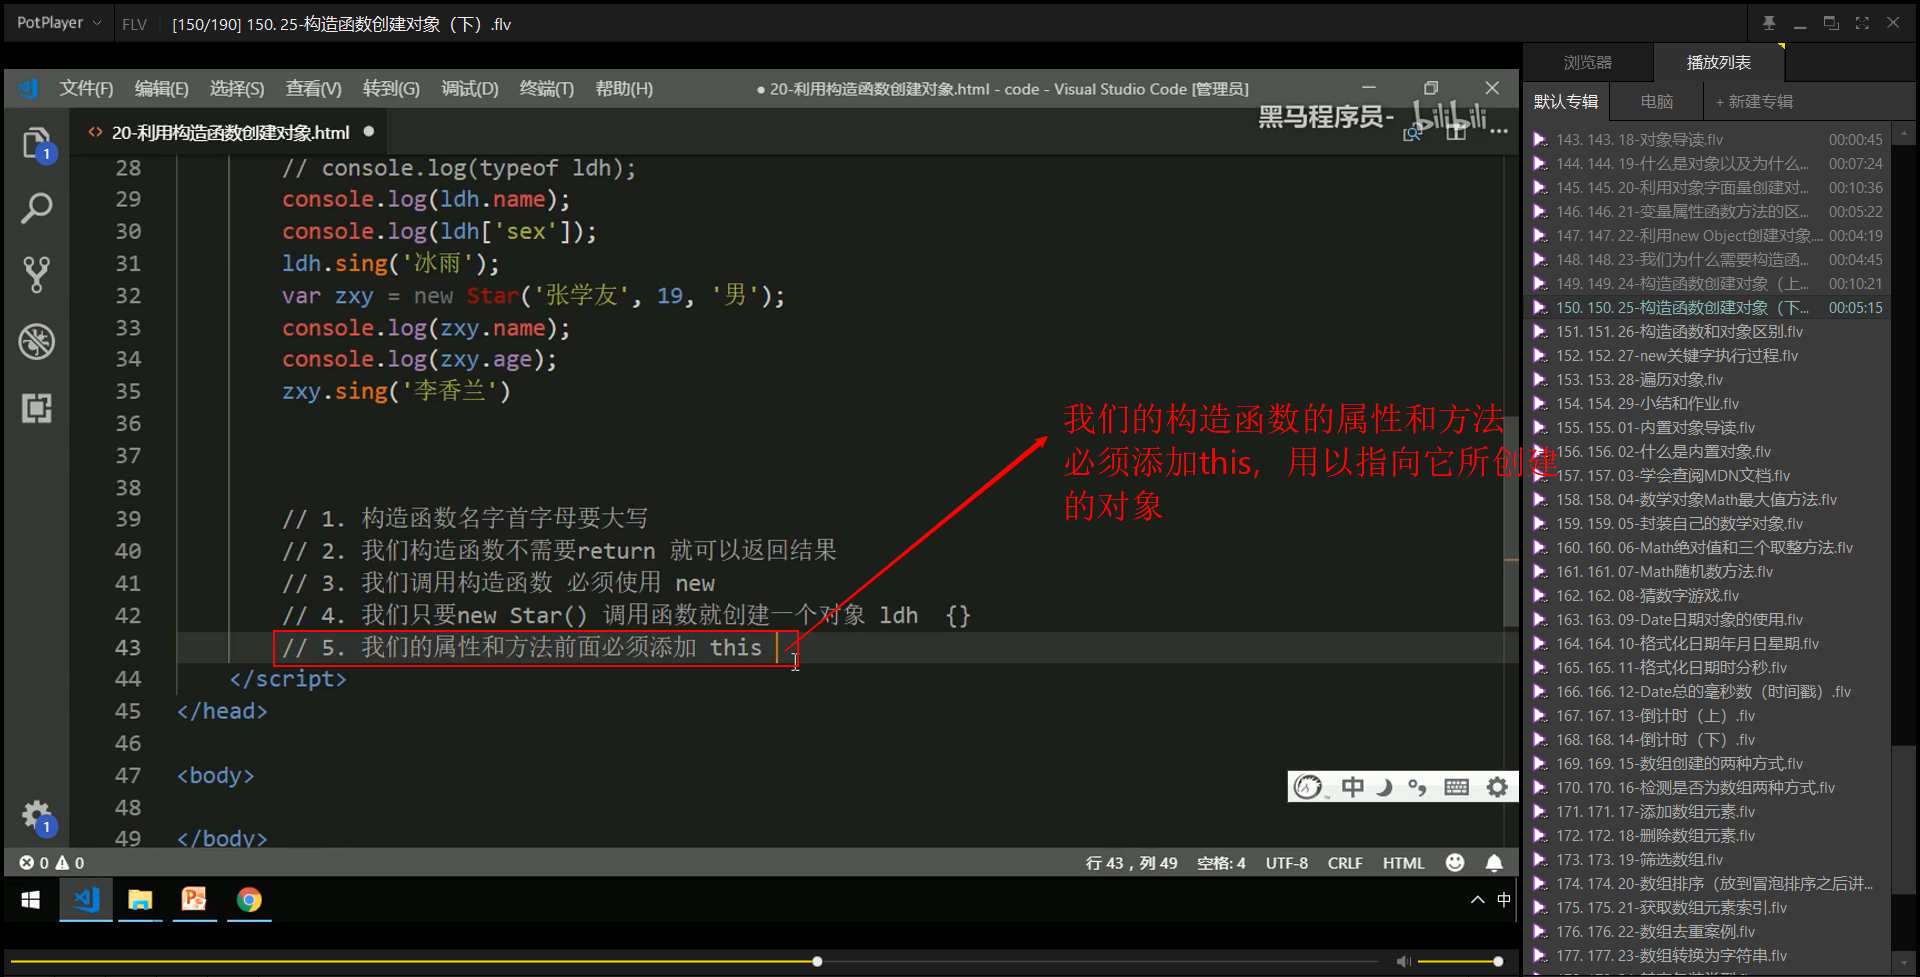 PotPlayer
FLV
[150/190] 150. 25-构造函数创建对象（下）.flv
文件(F) 编辑(E) 选择(S) 查看(V) 转到(G) 调试(D) 终端(T) 帮助(H)
● 20-利用构造函数创建对象.html - code - Visual Studio Code [管理员]
<> 20-利用构造函数创建对象.html ●
黑马程序员- bilibili
28 // console.log(typeof ldh);
29 console.log(ldh.name);
30 console.log(ldh['sex']);
31 ldh.sing('冰雨');
32 var zxy = new Star('张学友', 19, '男');
33 console.log(zxy.name);
34 console.log(zxy.age);
35 zxy.sing('李香兰')
36
37
38
39 // 1. 构造函数名字首字母要大写
40 // 2. 我们构造函数不需要return 就可以返回结果
41 // 3. 我们调用构造函数 必须使用 new
42 // 4. 我们只要new Star() 调用函数就创建一个对象 ldh {}
43 // 5. 我们的属性和方法前面必须添加 this
44 </script>
45 </head>
46
47 <body>
48
49 </body>
我们的构造函数的属性和方法
必须添加this，用以指向它所创建
的对象
1
1
中
0 0
行 43，列 49 空格: 4 UTF-8 CRLF HTML
中
浏览器 播放列表
默认专辑 电脑 + 新建专辑
143. 143. 18-对象导读.flv 00:00:45
144. 144. 19-什么是对象以及为什么... 00:07:24
145. 145. 20-利用对象字面量创建对... 00:10:36
146. 146. 21-变量属性函数方法的区... 00:05:22
147. 147. 22-利用new Object创建对象.... 00:04:19
148. 148. 23-我们为什么需要构造函... 00:04:45
149. 149. 24-构造函数创建对象（上... 00:10:21
150. 150. 25-构造函数创建对象（下... 00:05:15
151. 151. 26-构造函数和对象区别.flv
152. 152. 27-new关键字执行过程.flv
153. 153. 28-遍历对象.flv
154. 154. 29-小结和作业.flv
155. 155. 01-内置对象导读.flv
156. 156. 02-什么是内置对象.flv
157. 157. 03-学会查阅MDN文档.flv
158. 158. 04-数学对象Math最大值方法.flv
159. 159. 05-封装自己的数学对象.flv
160. 160. 06-Math绝对值和三个取整方法.flv
161. 161. 07-Math随机数方法.flv
162. 162. 08-猜数字游戏.flv
163. 163. 09-Date日期对象的使用.flv
164. 164. 10-格式化日期年月日星期.flv
165. 165. 11-格式化日期时分秒.flv
166. 166. 12-Date总的毫秒数（时间戳）.flv
167. 167. 13-倒计时（上）.flv
168. 168. 14-倒计时（下）.flv
169. 169. 15-数组创建的两种方式.flv
170. 170. 16-检测是否为数组两种方式.flv
171. 171. 17-添加数组元素.flv
172. 172. 18-删除数组元素.flv
173. 173. 19-筛选数组.flv
174. 174. 20-数组排序（放到冒泡排序之后讲...
175. 175. 21-获取数组元素索引.flv
176. 176. 22-数组去重案例.flv
177. 177. 23-数组转换为字符串.flv